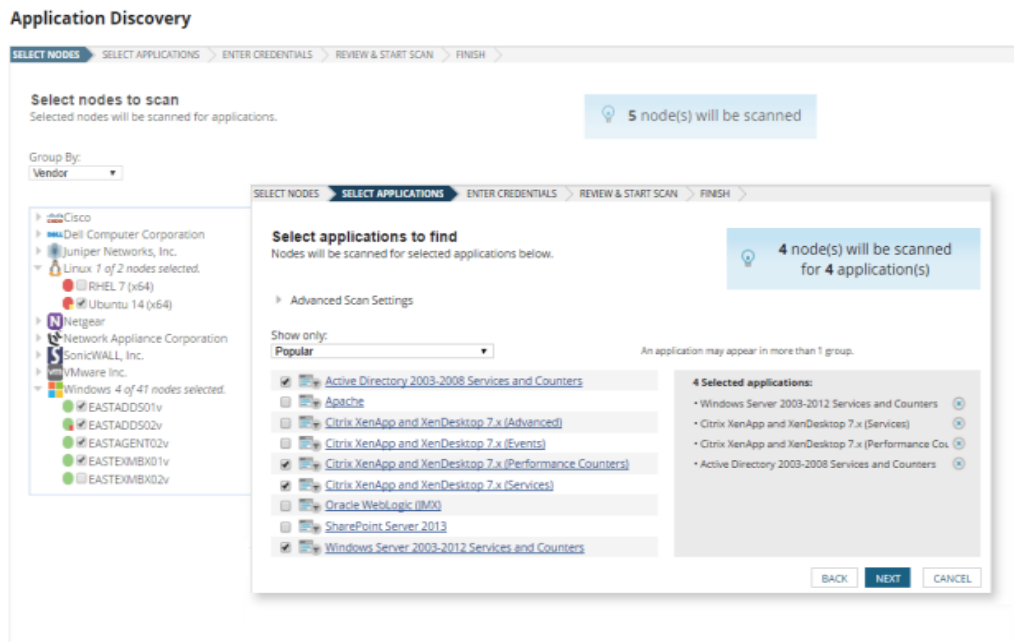 Application Discovery
SELECT NODES SELECT APPLICATIONS ENTER CREDENTIALS REVIEW & START SCAN FINISH
Select nodes to scan
Selected nodes will be scanned for applications.
5 node(s) will be scanned
Group By:
Vendor
Cisco
Dell Computer Corporation
Juniper Networks, Inc.
Linux 1 of 2 nodes selected.
RHEL 7 (x64)
Ubuntu 14 (x64)
Netgear
Network Appliance Corporation
SonicWALL, Inc.
VMware Inc.
Windows 4 of 41 nodes selected.
EASTADDS01v
EASTADDS02v
EASTAGENT02v
EASTEXMBX01v
EASTEXMBX02v
SELECT NODES SELECT APPLICATIONS ENTER CREDENTIALS REVIEW & START SCAN FINISH
Select applications to find
Nodes will be scanned for selected applications below.
4 node(s) will be scanned
for 4 application(s)
Advanced Scan Settings
Show only:
Popular
An application may appear in more than 1 group.
Active Directory 2003-2008 Services and Counters
Apache
Citrix XenApp and XenDesktop 7.x (Advanced)
Citrix XenApp and XenDesktop 7.x (Events)
Citrix XenApp and XenDesktop 7.x (Performance Counters)
Citrix XenApp and XenDesktop 7.x (Services)
Oracle WebLogic (JMX)
SharePoint Server 2013
Windows Server 2003-2012 Services and Counters
4 Selected applications:
• Windows Server 2003-2012 Services and Counters
• Citrix XenApp and XenDesktop 7.x (Services)
• Citrix XenApp and XenDesktop 7.x (Performance Cou
• Active Directory 2003-2008 Services and Counters
BACK NEXT CANCEL